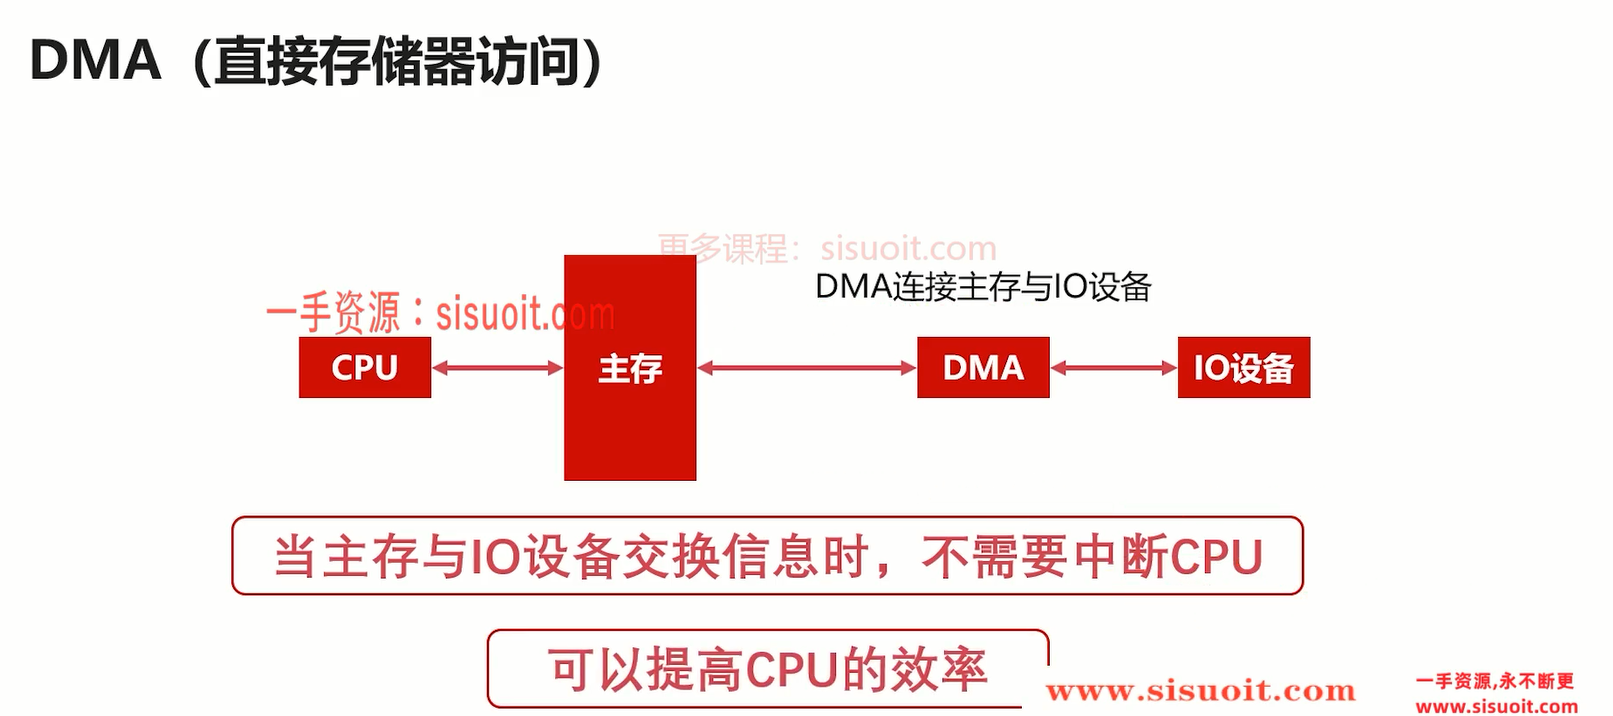 DMA（直接存储器访问）
更多课程：sisuoit.com
DMA连接主存与IO设备
一手资源：sisuoit.com
CPU
主存
DMA
IO设备
当主存与IO设备交换信息时，不需要中断CPU
可以提高CPU的效率
www.sisuoit.com
一手资源,永不断更
www.sisuoit.com